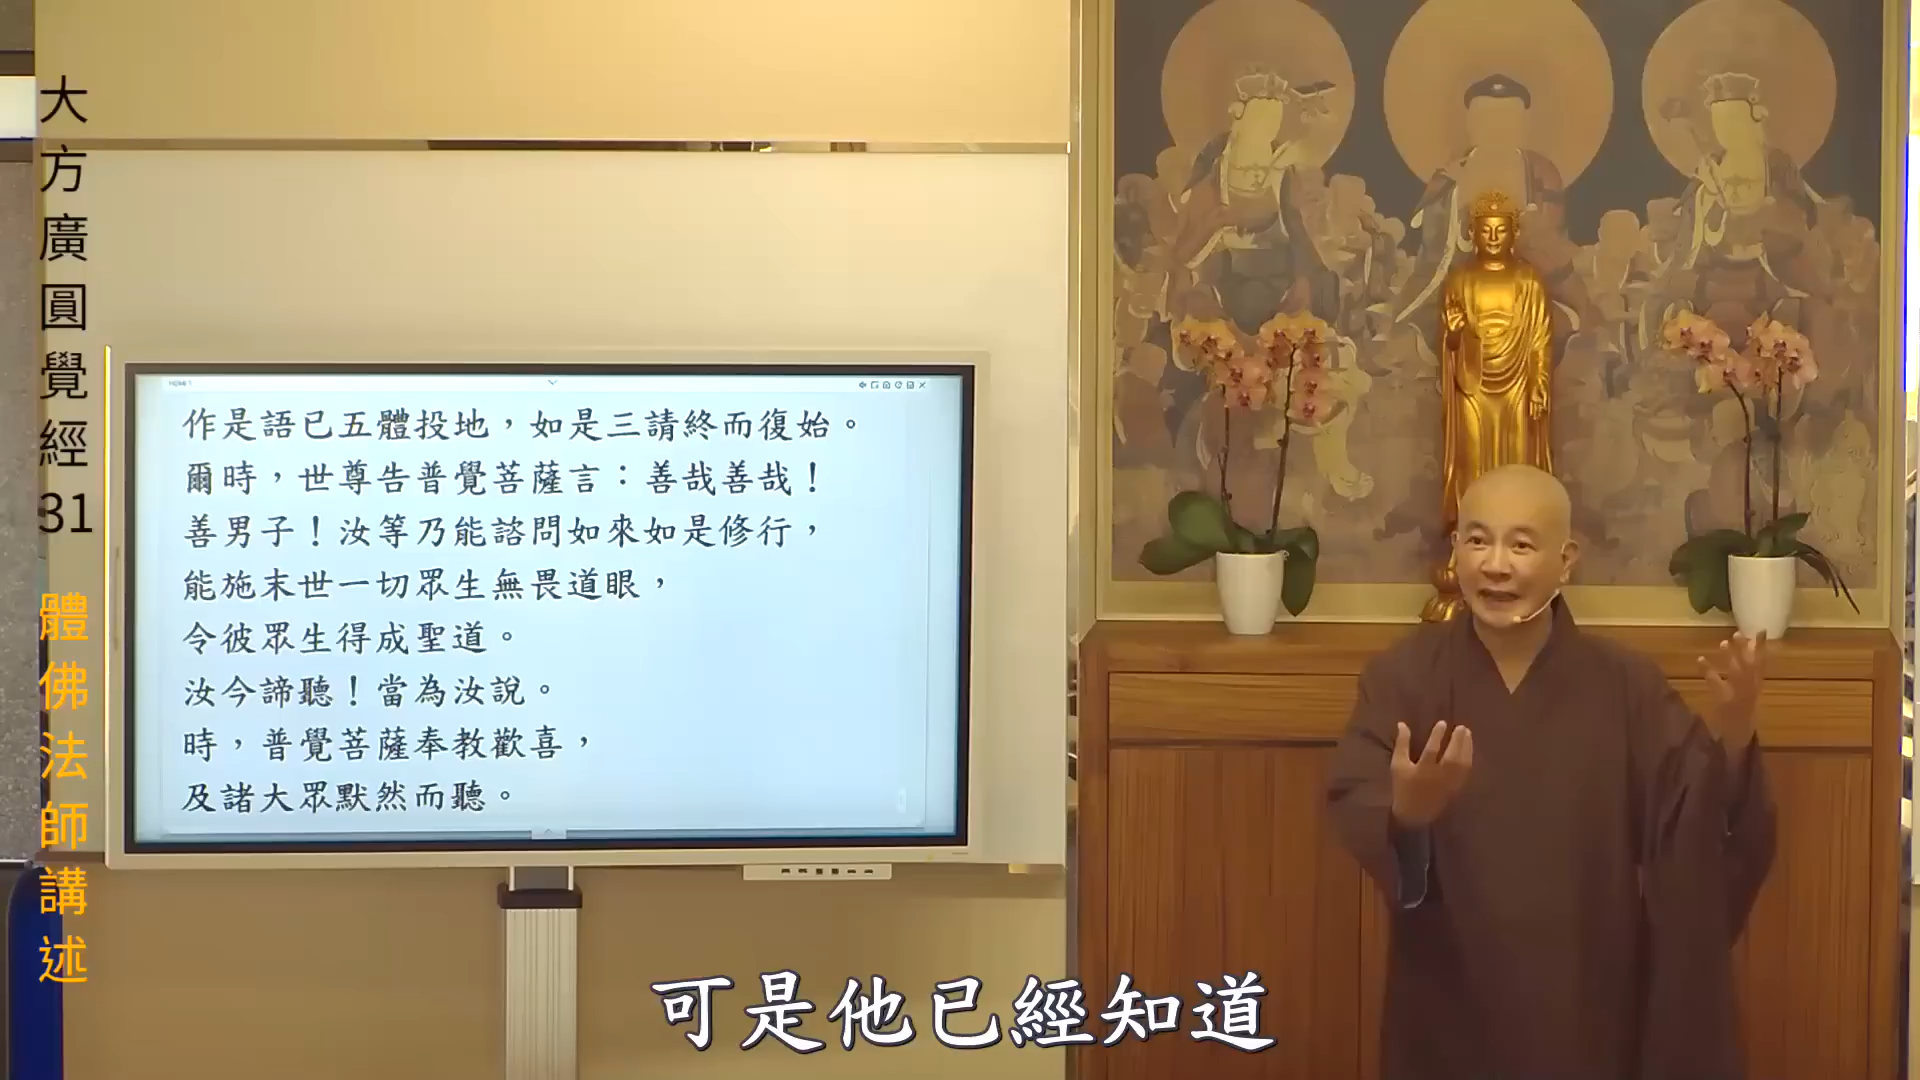 大方廣圓覺經31 體佛法師講述
HDMI 1
作是語已五體投地，如是三請終而復始。
爾時，世尊告普覺菩薩言：善哉善哉！
善男子！汝等乃能諮問如來如是修行，
能施末世一切眾生無畏道眼，
令彼眾生得成聖道。
汝今諦聽！當為汝說。
時，普覺菩薩奉教歡喜，
及諸大眾默然而聽。
可是他已經知道